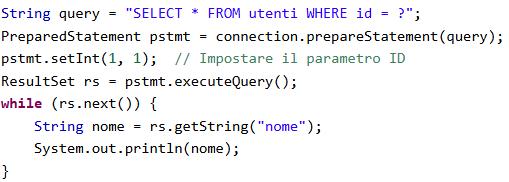 String query = "SELECT * FROM utenti WHERE id = ?";
PreparedStatement pstmt = connection.prepareStatement(query);
pstmt.setInt(1, 1);  // Impostare il parametro ID
ResultSet rs = pstmt.executeQuery();
while (rs.next()) {
    String nome = rs.getString("nome");
    System.out.println(nome);
}